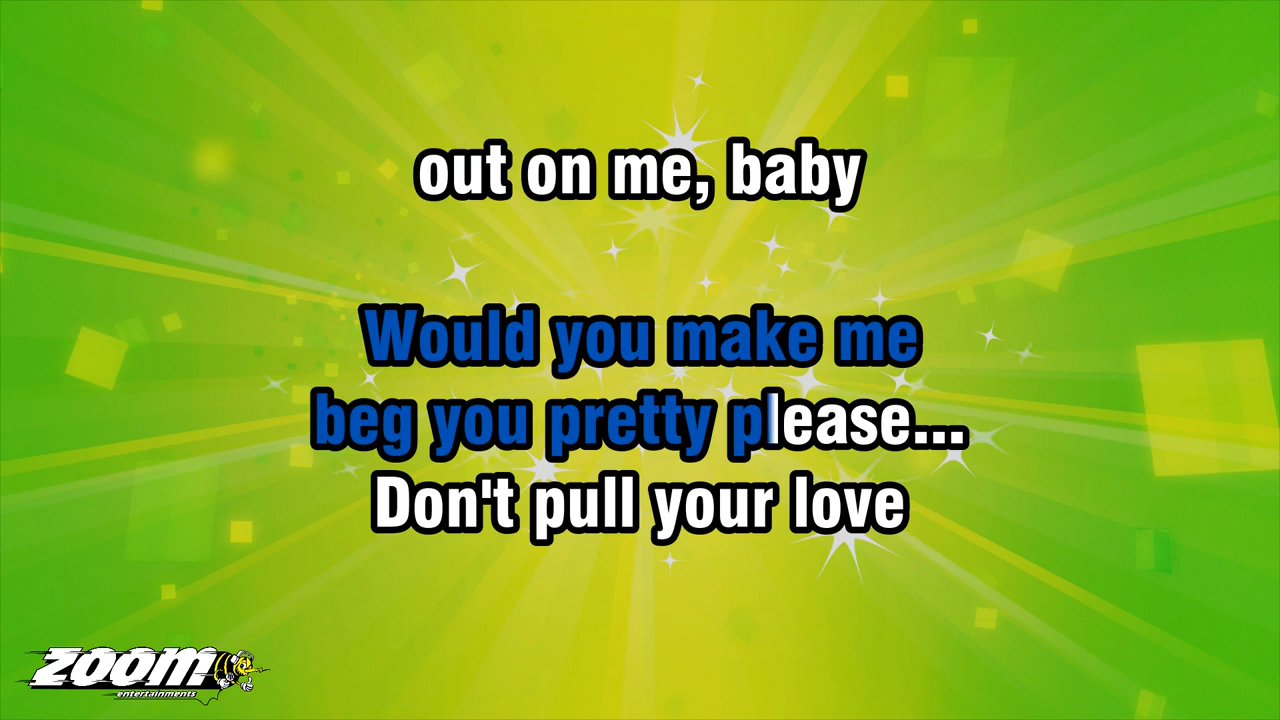 out on me, baby
Would you make me
beg you pretty please...
Don't pull your love
ZOOM
entertainments